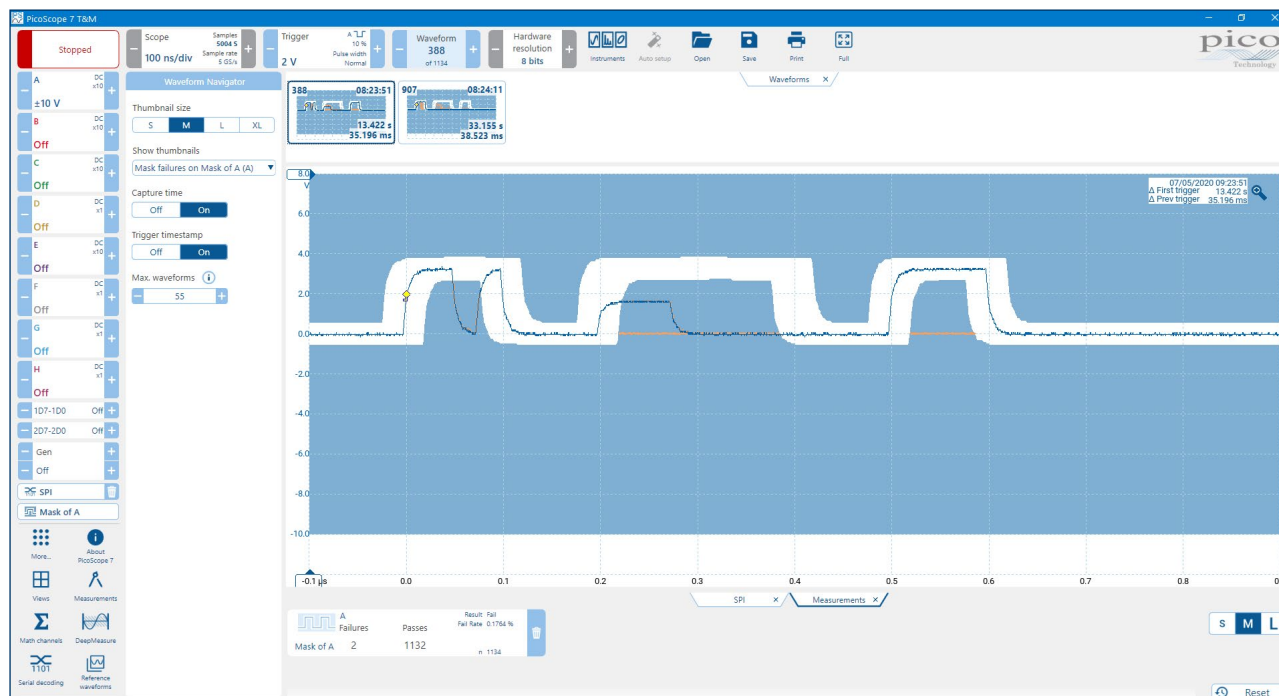 PicoScope 7 T&M
Stopped
Scope
100 ns/div
Samples
5004 S
Sample rate
5 GS/s
Trigger
2 V
A
10 %
Pulse width
Normal
Waveform
388
of 1134
Hardware
resolution
8 bits
Instruments
Auto setup
Open
Save
Print
Full
pico
Technology
A
DC
x10
±10 V
B
DC
x10
Off
C
DC
x10
Off
D
DC
x1
Off
E
DC
x10
Off
F
DC
x1
Off
G
DC
x1
Off
H
DC
x1
Off
1D7-1D0 Off
2D7-2D0 Off
Gen
Off
SPI
Mask of A
More...
About
PicoScope 7
Views
Measurements
Math channels
DeepMeasure
1101
Serial decoding
Reference
waveforms
Waveform Navigator
Thumbnail size
S M L XL
Show thumbnails
Mask failures on Mask of A (A)
Capture time
Off On
Trigger timestamp
Off On
Max. waveforms
i
55
Waveforms ×
388 08:23:51
13.422 s
35.196 ms
907 08:24:11
33.155 s
38.523 ms
07/05/2020 09:23:51
Δ First trigger 13.422 s
Δ Prev trigger 35.196 ms
8.0
V
6.0
4.0
2.0
0.0
-2.0
-4.0
-6.0
-8.0
-10.0
-0.1 µs 0.0 0.1 0.2 0.3 0.4 0.5 0.6 0.7 0.8
SPI × Measurements ×
A
Failures Passes
Mask of A 2 1132
Result Fail
Fail Rate 0.1764 %
n 1134
S M L
Reset